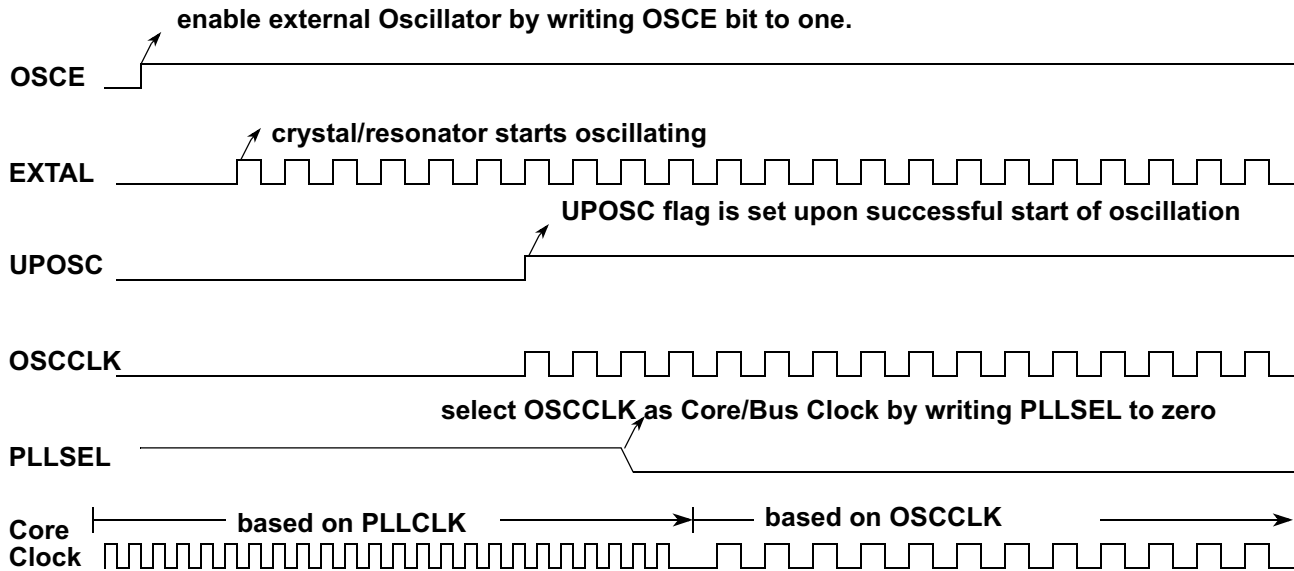 enable external Oscillator by writing OSCE bit to one.
OSCE
crystal/resonator starts oscillating
EXTAL
UPOSC flag is set upon successful start of oscillation
UPOSC
OSCCLK
select OSCCLK as Core/Bus Clock by writing PLLSEL to zero
PLLSEL
Core
Clock
based on PLLCLK
based on OSCCLK